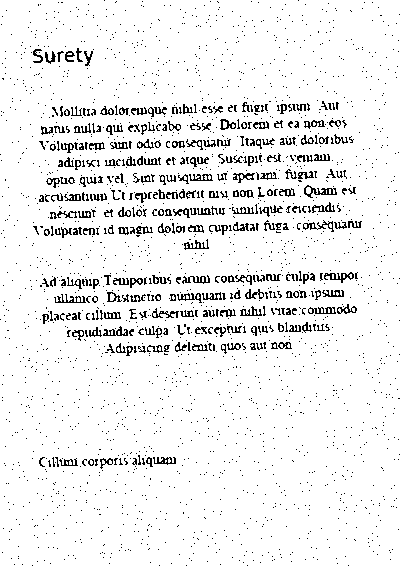 Surety
Mollitia doloremque nihil esse et fugit ipsum Aut
natus nulla qui explicabo esse Dolorem et ea non eos
Voluptatem sunt odio consequatur Itaque aut doloribus
adipisci incididunt et atque Suscipit est veniam
optio quia vel Sint quisquam ut aperiam fugiat Aut
accusantium Ut reprehenderit nisi non Lorem Quam est
nesciunt et dolor consequuntur similique reiciendis
Voluptatem id magni dolorem cupidatat fuga consequatur
nihil
Ad aliquip Temporibus earum consequatur culpa tempor
ullamco Distinctio numquam id debitis non ipsum
placeat cillum Est deserunt autem nihil vitae commodo
repudiandae culpa Ut excepturi quis blanditiis
Adipisicing deleniti quos aut non
Cillum corporis aliquam